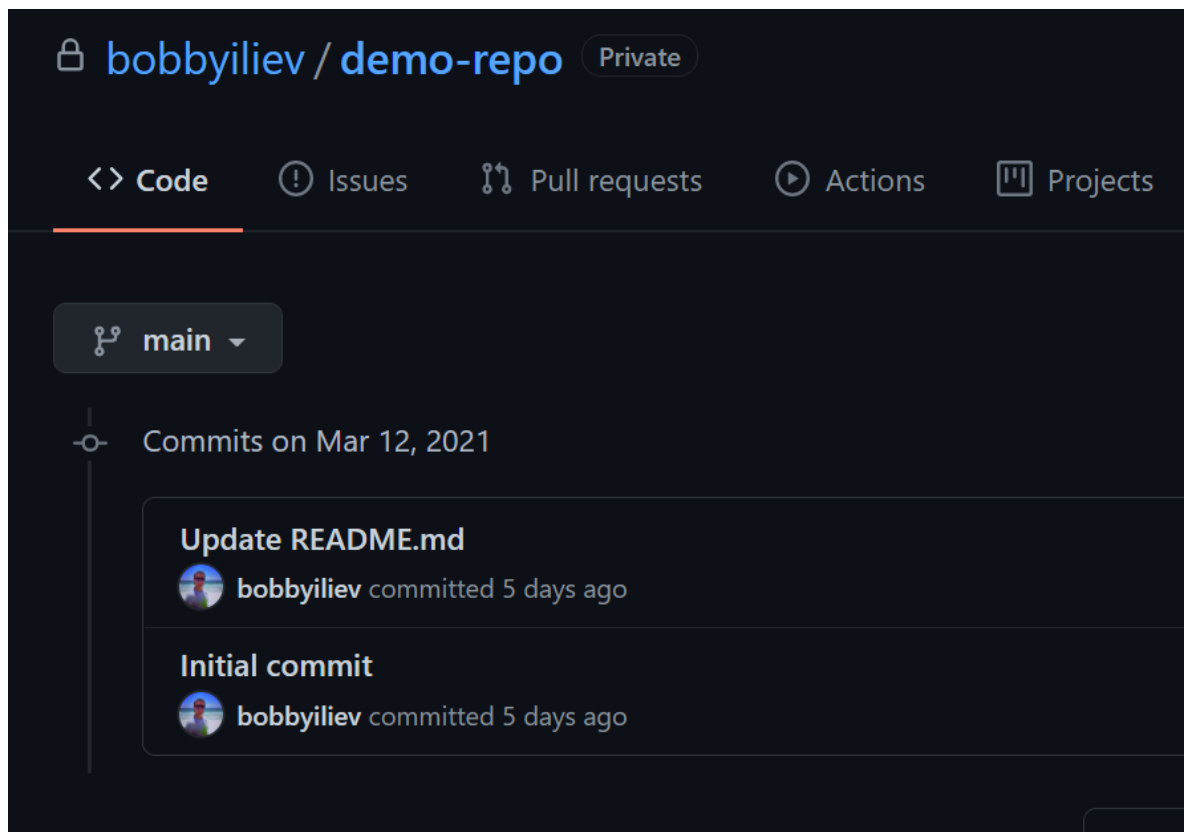 bobbyiliev / demo-repo Private
Code Issues Pull requests Actions Projects
main
Commits on Mar 12, 2021
Update README.md
bobbyiliev committed 5 days ago
Initial commit
bobbyiliev committed 5 days ago